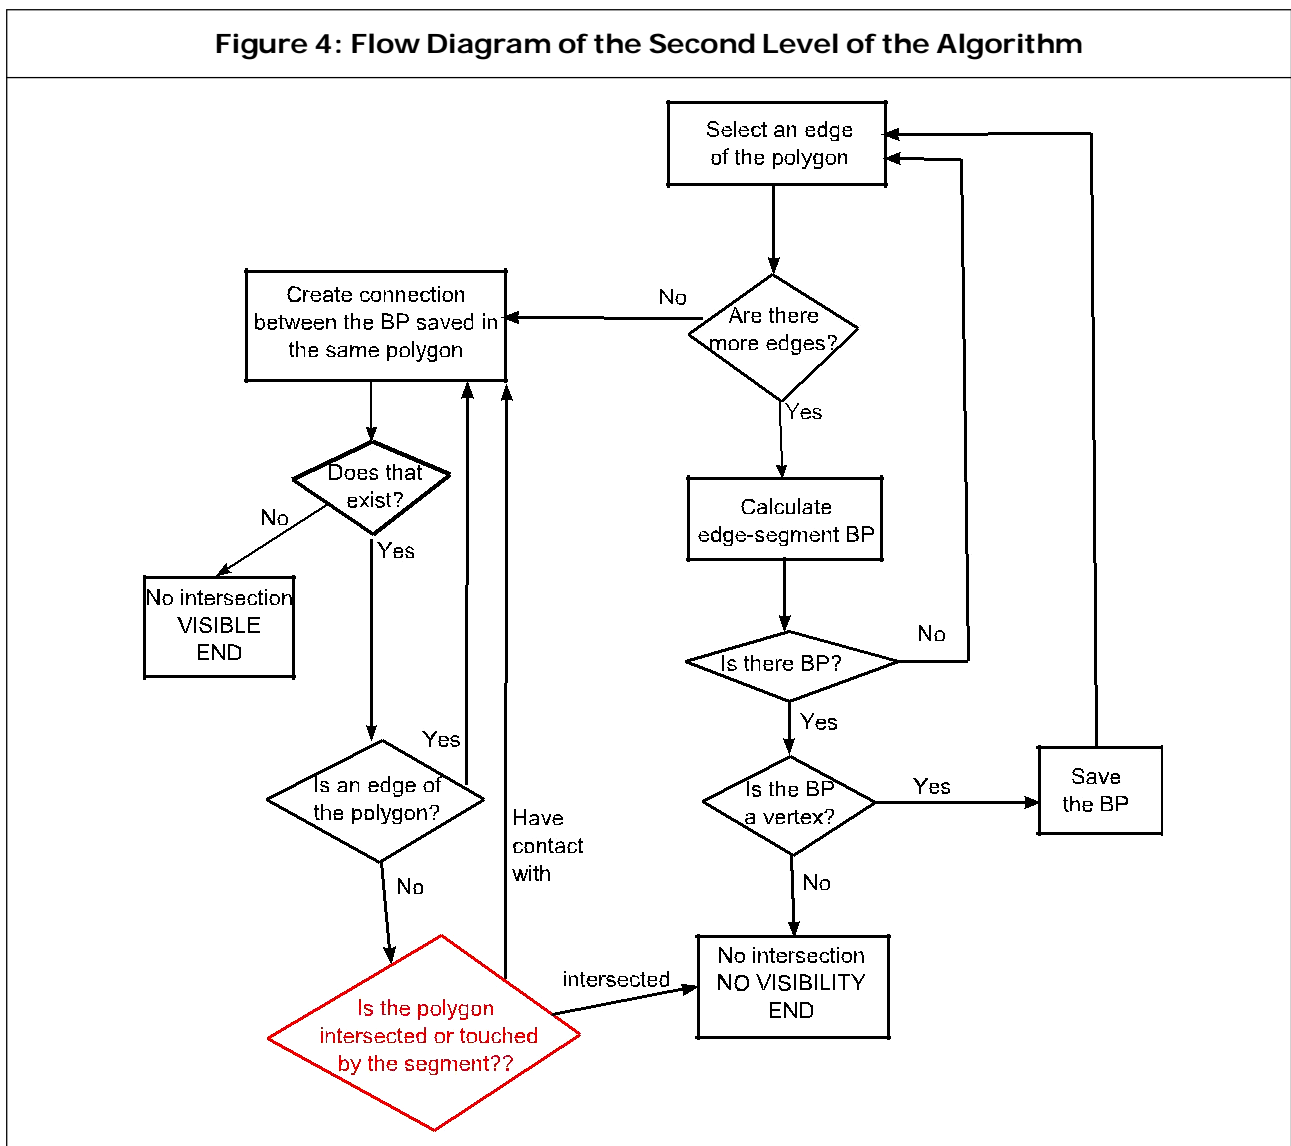 Figure 4: Flow Diagram of the Second Level of the Algorithm
Select an edge
of the polygon
No
Are there
more edges?
Yes
Create connection
between the BP saved in
the same polygon
Does that
exist?
No
Yes
No intersection
VISIBLE
END
Calculate
edge-segment BP
Is there BP?
No
Yes
Is the BP
a vertex?
Yes
Save
the BP
No
Yes
Is an edge of
the polygon?
No
Have
contact
with
Is the polygon
intersected or touched
by the segment??
intersected
No intersection
NO VISIBILITY
END